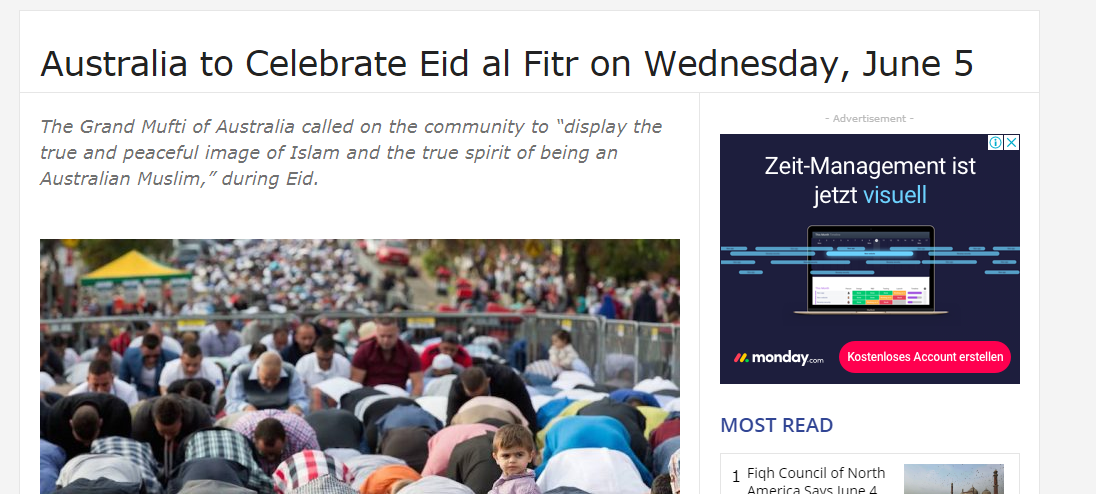 Australia to Celebrate Eid al Fitr on Wednesday, June 5
The Grand Mufti of Australia called on the community to “display the
true and peaceful image of Islam and the true spirit of being an
Australian Muslim,” during Eid.
- Advertisement -
Zeit-Management ist
jetzt visuell
monday.com
Kostenloses Account erstellen
MOST READ
1 Fiqh Council of North
America Says June 4